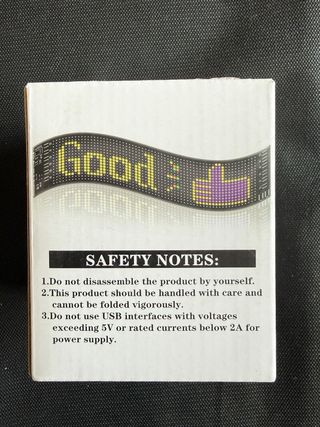 Good
SAFETY NOTES:
1.Do not disassemble the product by yourself.
2.This product should be handled with care and
cannot be folded vigorously.
3.Do not use USB interfaces with voltages
exceeding 5V or rated currents below 2A for
power supply.